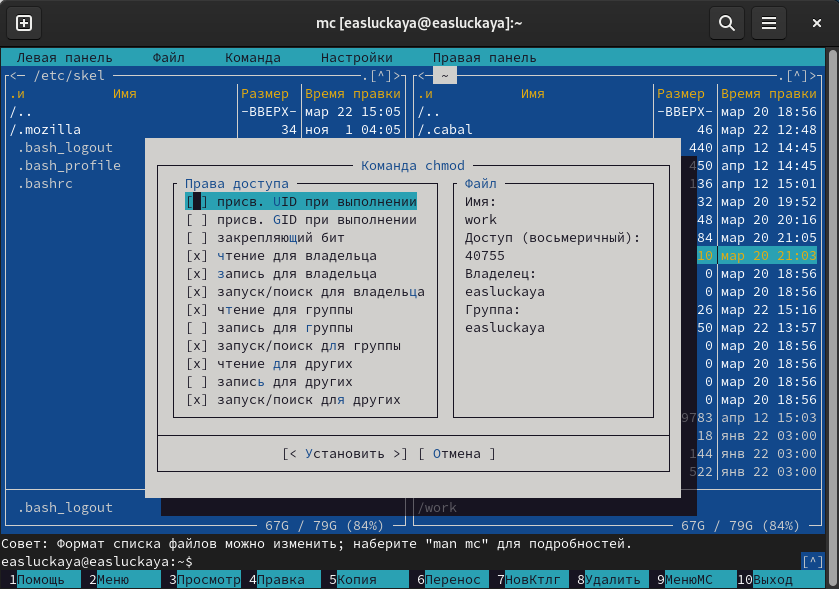 mc [easluckaya@easluckaya]:~
Левая панель Файл Команда Настройки Правая панель
<— /etc/skel .[^]> <— ~ .[^]>
.и Имя Размер Время правки .и Имя Размер Время правки
/.. —ВВЕРХ— мар 22 15:05 /.. —ВВЕРХ— мар 20 18:56
/.mozilla 34 ноя 1 04:05 /.cabal 46 мар 22 12:48
.bash_logout 440 апр 12 14:45
.bash_profile Команда chmod 450 апр 12 14:45
.bashrc Права доступа Файл 136 апр 12 15:01
[ ] присв. UID при выполнении Имя: 32 мар 20 19:52
[ ] присв. GID при выполнении work 48 мар 20 20:16
[ ] закрепляющий бит Доступ (восьмеричный): 84 мар 20 21:05
[x] чтение для владельца 40755 10 мар 20 21:03
[x] запись для владельца Владелец: 0 мар 20 18:56
[x] запуск/поиск для владельца easluckaya 0 мар 20 18:56
[x] чтение для группы Группа: 26 мар 22 15:16
[ ] запись для группы easluckaya 50 мар 22 13:57
[x] запуск/поиск для группы 0 мар 20 18:56
[x] чтение для других 0 мар 20 18:56
[ ] запись для других 0 мар 20 18:56
[x] запуск/поиск для других 0 мар 20 18:56
9783 апр 12 15:03
18 янв 22 03:00
[< Установить >] [ Отмена ] 144 янв 22 03:00
522 янв 22 03:00
.bash_logout /work
67G / 79G (84%) 67G / 79G (84%)
Совет: Формат списка файлов можно изменить; наберите "man mc" для подробностей.
easluckaya@easluckaya:~$ [^]
1Помощь 2Меню 3Просмотр 4Правка 5Копия 6Перенос 7НовКтлг 8Удалить 9МенюМС 10Выход